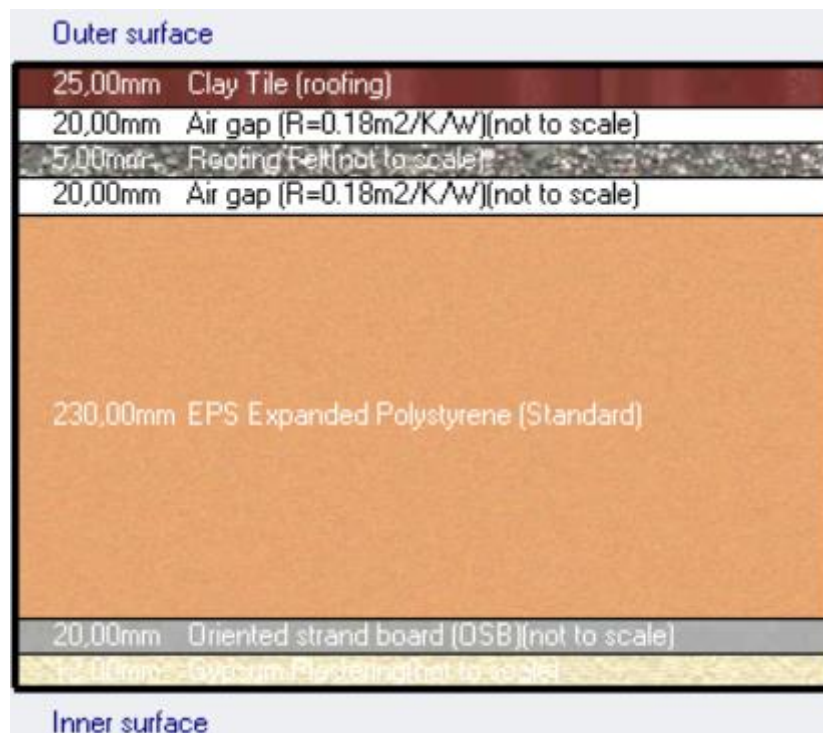 Outer surface
25,00mm Clay Tile (roofing)
20,00mm Air gap (R=0.18m2/K/W)(not to scale)
5,00mm Roofing Felt(not to scale)
20,00mm Air gap (R=0.18m2/K/W)(not to scale)
230,00mm EPS Expanded Polystyrene (Standard)
20,00mm Oriented strand board (OSB)(not to scale)
Gypsum Plastering(not to scale)
Inner surface